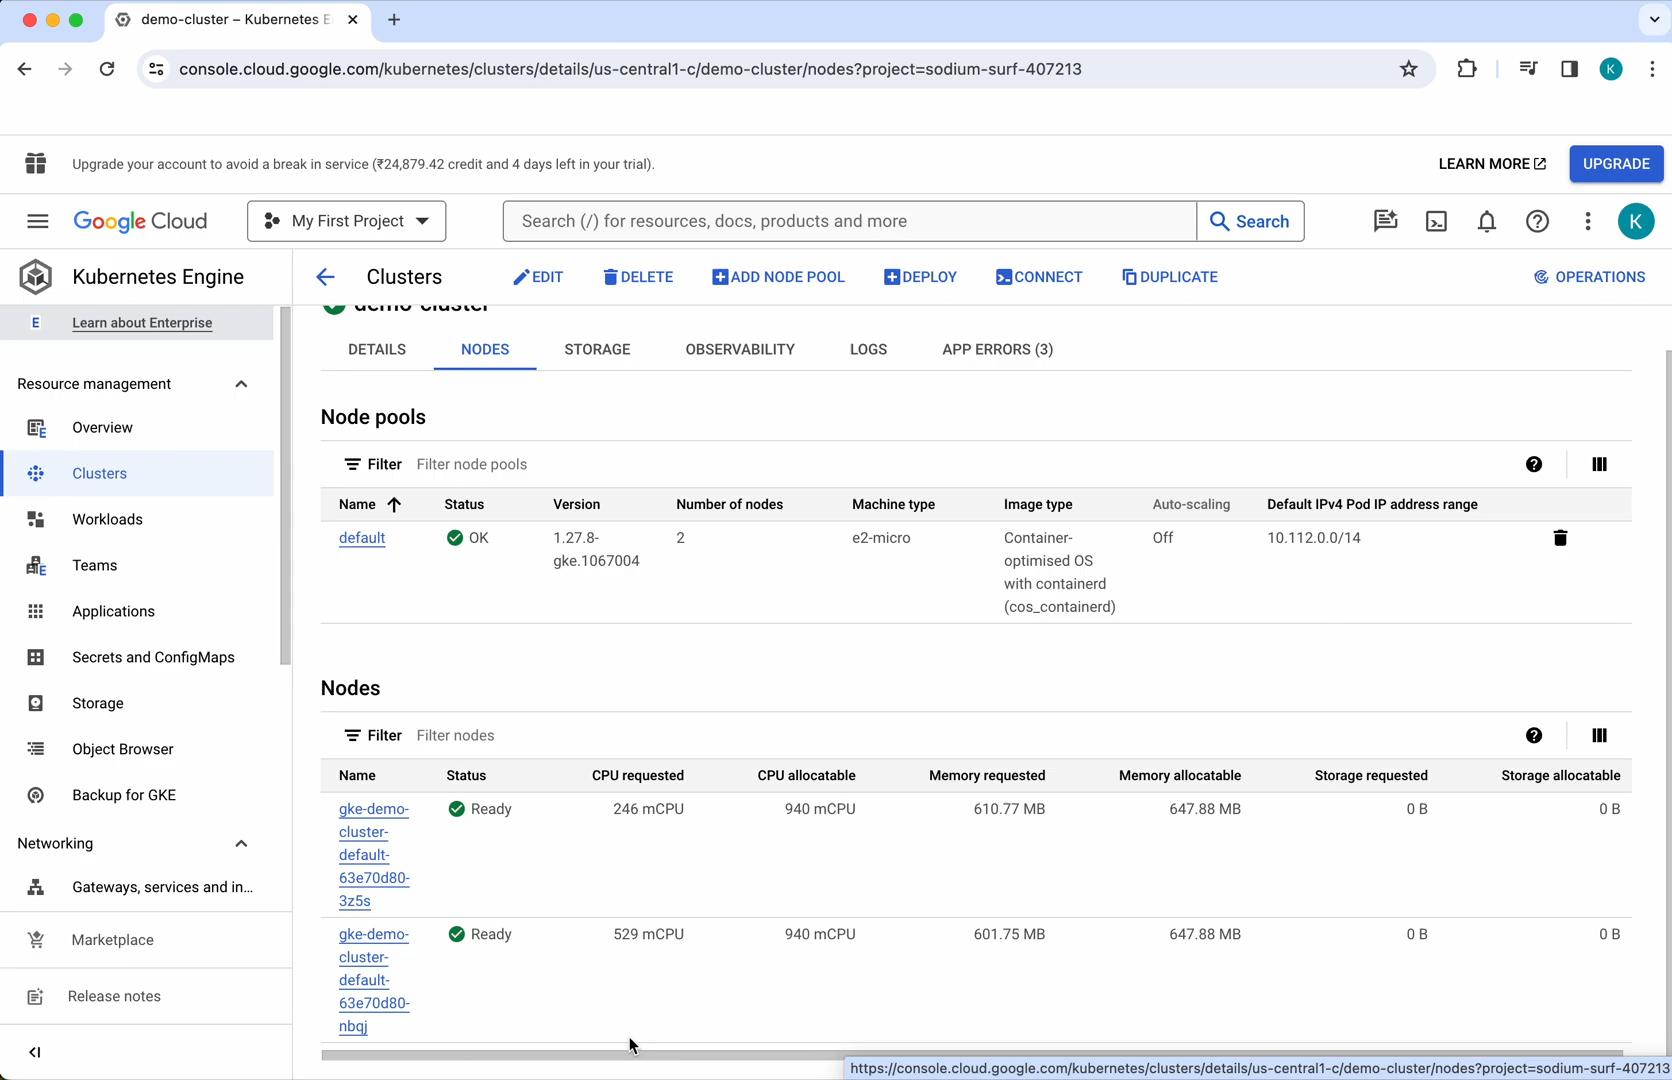 demo-cluster – Kubernetes E
console.cloud.google.com/kubernetes/clusters/details/us-central1-c/demo-cluster/nodes?project=sodium-surf-407213
K
Upgrade your account to avoid a break in service (₹24,879.42 credit and 4 days left in your trial).
LEARN MORE
UPGRADE
Google Cloud
My First Project
Search (/) for resources, docs, products and more
Search
K
Kubernetes Engine
Clusters
EDIT
DELETE
ADD NODE POOL
DEPLOY
CONNECT
DUPLICATE
OPERATIONS
E
Learn about Enterprise
Resource management
Overview
Clusters
Workloads
Teams
Applications
Secrets and ConfigMaps
Storage
Object Browser
Backup for GKE
Networking
Gateways, services and in...
Marketplace
Release notes
demo-cluster
DETAILS
NODES
STORAGE
OBSERVABILITY
LOGS
APP ERRORS (3)
Node pools
Filter Filter node pools
Name Status Version Number of nodes Machine type Image type Auto-scaling Default IPv4 Pod IP address range
default OK 1.27.8- 2 e2-micro Container- Off 10.112.0.0/14
gke.1067004 optimised OS
with containerd
(cos_containerd)
Nodes
Filter Filter nodes
Name Status CPU requested CPU allocatable Memory requested Memory allocatable Storage requested Storage allocatable
gke-demo- Ready 246 mCPU 940 mCPU 610.77 MB 647.88 MB 0 B 0 B
cluster-
default-
63e70d80-
3z5s
gke-demo- Ready 529 mCPU 940 mCPU 601.75 MB 647.88 MB 0 B 0 B
cluster-
default-
63e70d80-
nbqj
https://console.cloud.google.com/kubernetes/clusters/details/us-central1-c/demo-cluster/nodes?project=sodium-surf-407213